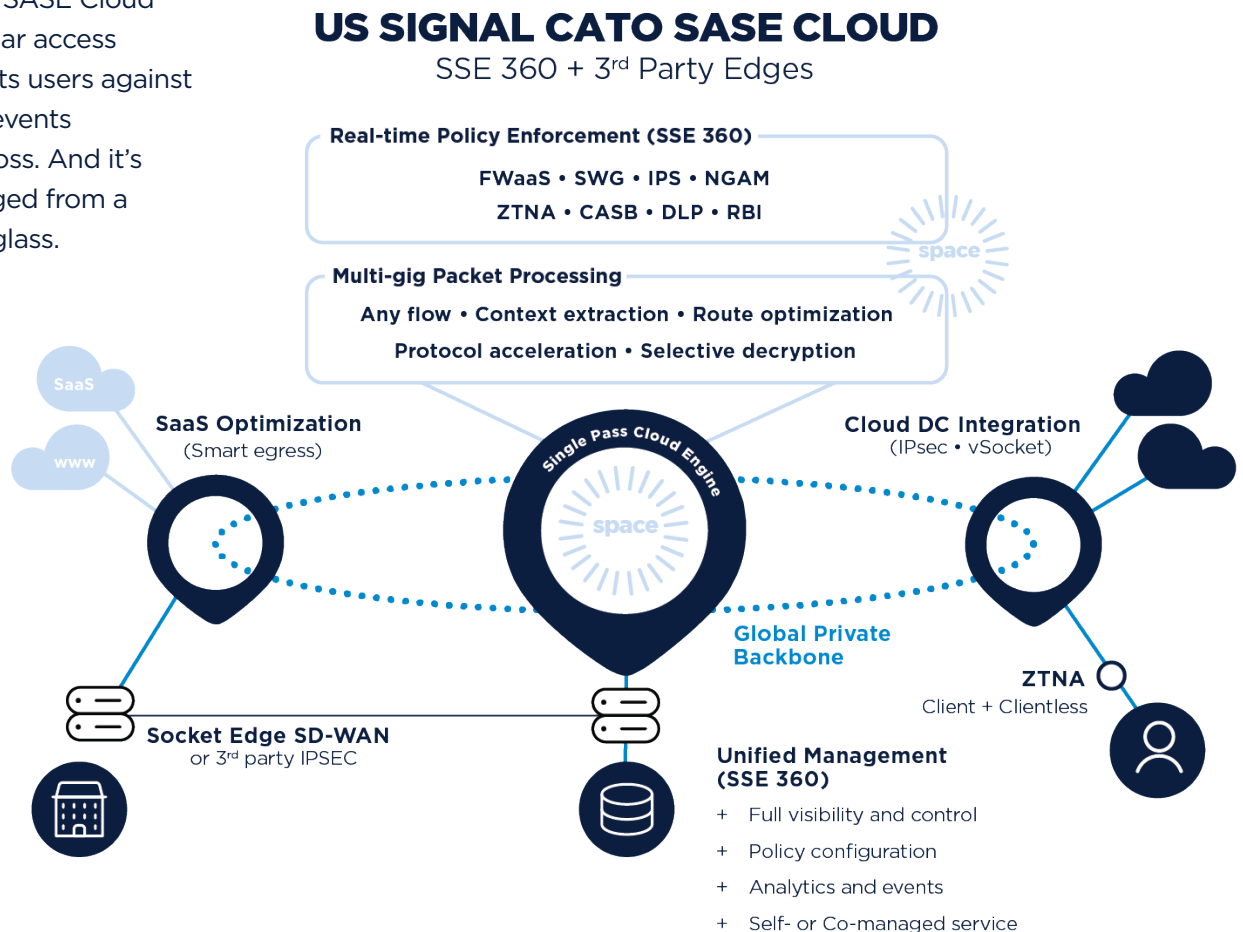 SASE Cloud
ar access
ts users against
events
oss. And it's
ged from a
glass.
US SIGNAL CATO SASE CLOUD
SSE 360 + 3rd Party Edges
Real-time Policy Enforcement (SSE 360)
FWaaS • SWG • IPS • NGAM
ZTNA • CASB • DLP • RBI
space
Multi-gig Packet Processing
Any flow • Context extraction • Route optimization
Protocol acceleration • Selective decryption
SaaS
www
SaaS Optimization
(Smart egress)
Single Pass Cloud Engine
space
Cloud DC Integration
(IPsec • vSocket)
Global Private
Backbone
ZTNA
Client + Clientless
Socket Edge SD-WAN
or 3rd party IPSEC
Unified Management
(SSE 360)
+ Full visibility and control
+ Policy configuration
+ Analytics and events
+ Self- or Co-managed service